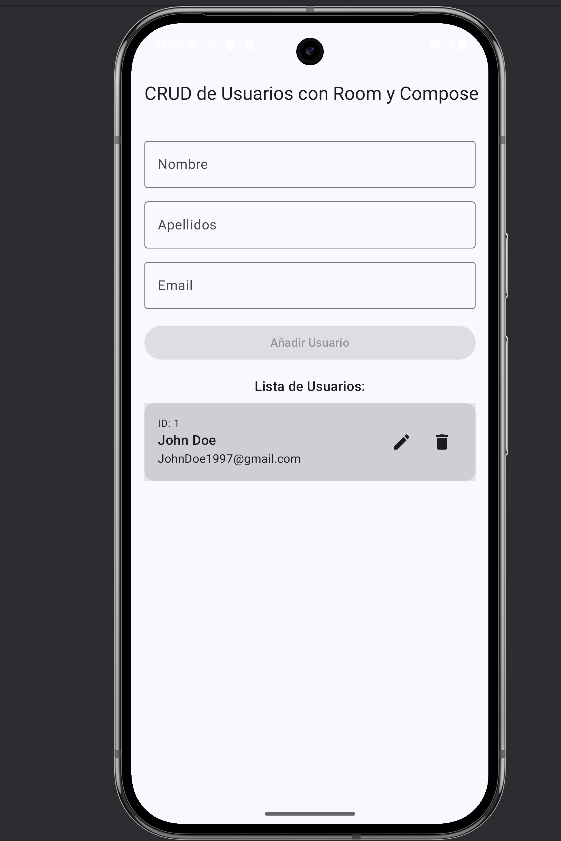 CRUD de Usuarios con Room y Compose
Nombre
Apellidos
Email
Añadir Usuario
Lista de Usuarios:
ID: 1
John Doe
JohnDoe1997@gmail.com